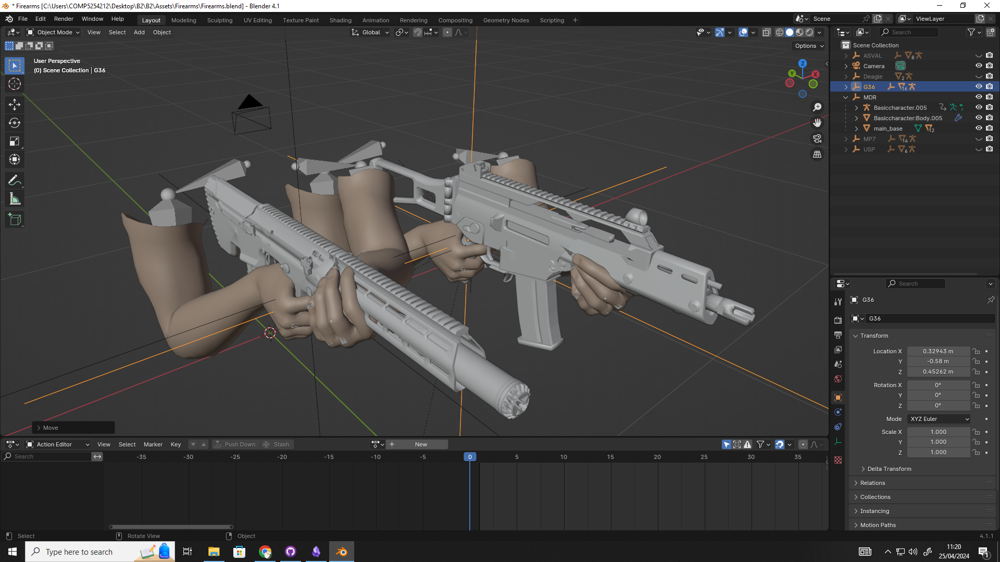 * Firearms [C:\Users\COMP5254212\Desktop\B2\B2\Assets\Firearms\Firearms.blend] - Blender 4.1
File Edit Render Window Help Layout Modeling Sculpting UV Editing Texture Paint Shading Animation Rendering Compositing Geometry Nodes Scripting + Scene ViewLayer
Object Mode View Select Add Object Global Search
Options
User Perspective
(0) Scene Collection | G36
Z
Y
X
Scene Collection
ASVAL 8
Camera
Deagle 2
G36 16
MDR
Basiccharacter.005
Basiccharacter:Body.005
main_base 12
MP7 14
USP 6
Search
G36
G36
Transform
Location X 0.32943 m
Y -0.58 m
Z 0.45262 m
Rotation X 0°
Y 0°
Z 0°
Mode XYZ Euler
Scale X 1.000
Y 1.000
Z 1.000
Delta Transform
Relations
Collections
Instancing
Motion Paths
Move
Action Editor View Select Marker Key Push Down Stash New
Search
-35 -30 -25 -20 -15 -10 -5 0 5 10 15 20 25 30 35
Select Rotate View Object 4.1.1
Type here to search
11:20
25/04/2024
1